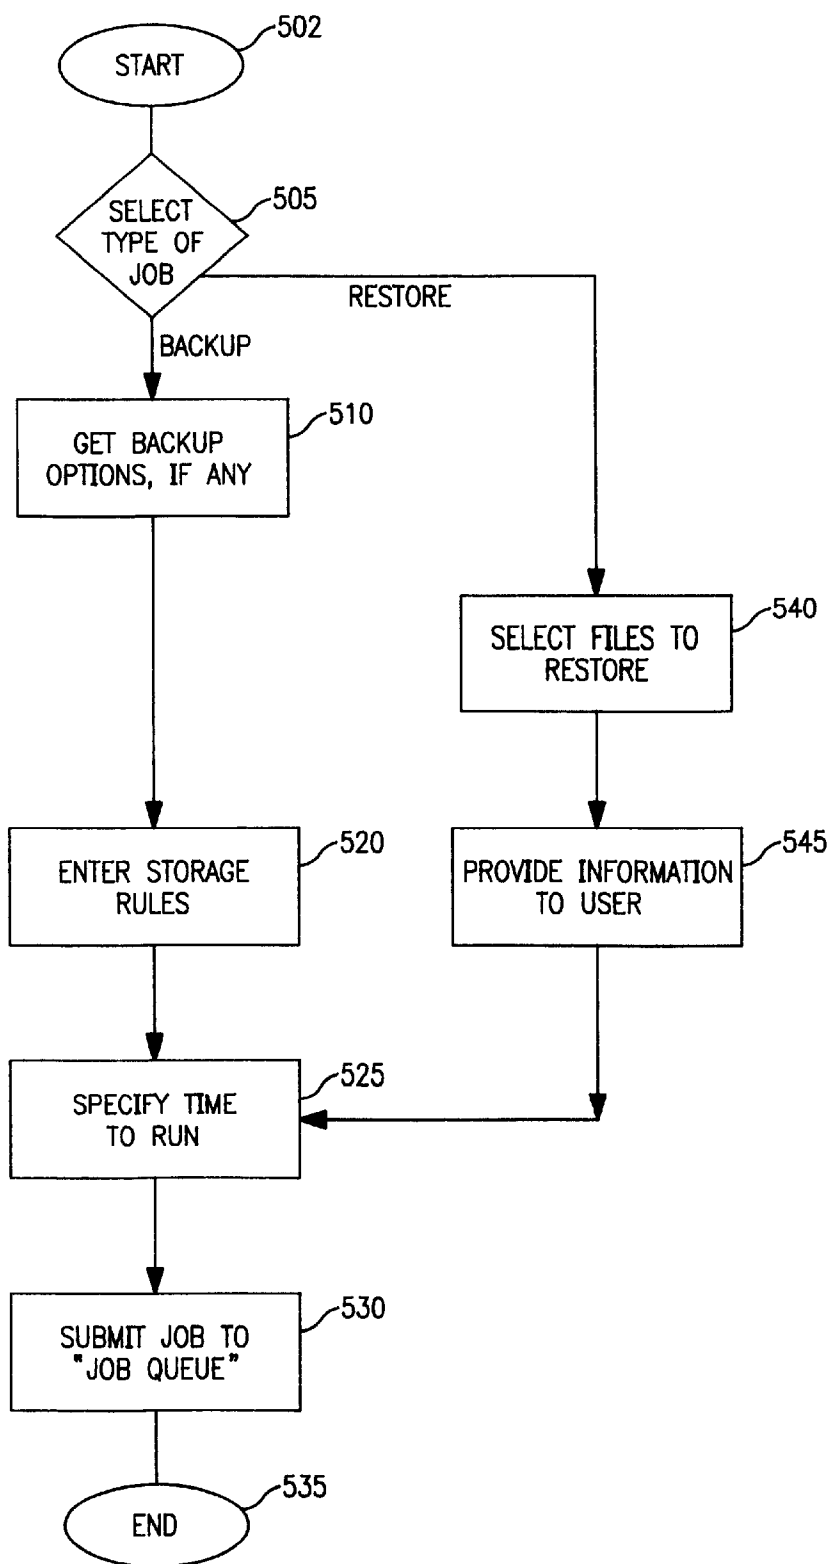 502
START
505
SELECT
TYPE OF
JOB
RESTORE
BACKUP
510
GET BACKUP
OPTIONS, IF ANY
540
SELECT FILES TO
RESTORE
520
ENTER STORAGE
RULES
545
PROVIDE INFORMATION
TO USER
525
SPECIFY TIME
TO RUN
530
SUBMIT JOB TO
"JOB QUEUE"
535
END